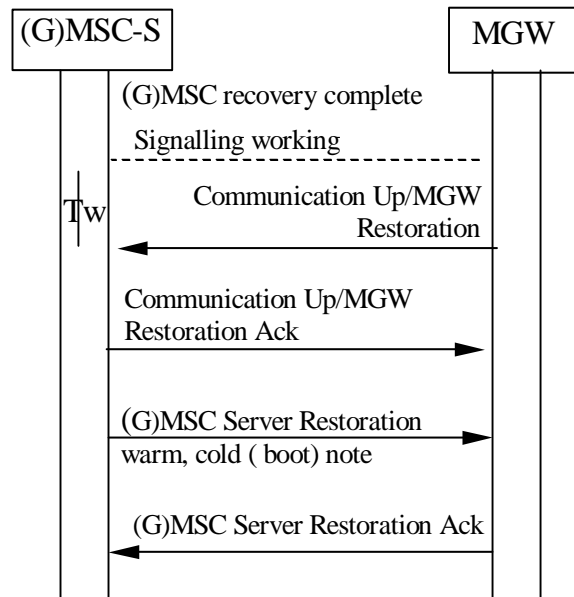 (G)MSC-S
MGW
(G)MSC recovery complete
Signalling working
Tw
Communication Up/MGW
Restoration
Communication Up/MGW
Restoration Ack
(G)MSC Server Restoration
warm, cold ( boot) note
(G)MSC Server Restoration Ack